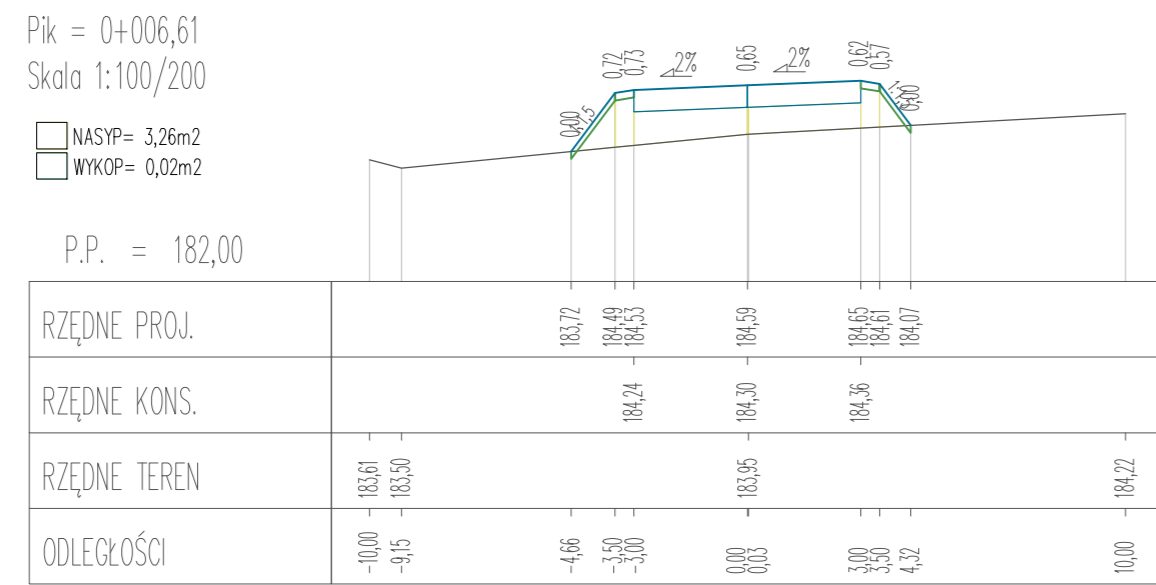 Pik = 0+006,61
Skala 1:100/200
NASYP= 3,26m2
WYKOP= 0,02m2
P.P. = 182,00
0,00 0,72 0,73 2% 0,65 2% 0,62 0,57 0,00
1:1,5
RZĘDNE PROJ. 183,72 184,49 184,53 184,59 184,65 184,61 184,07
RZĘDNE KONS. 184,24 184,30 184,36
RZĘDNE TEREN 183,61 183,50 183,95 184,22
ODLEGŁOŚCI -10,00 -9,15 -4,66 -3,50 -3,00 0,00 0,03 3,00 3,50 4,32 10,00